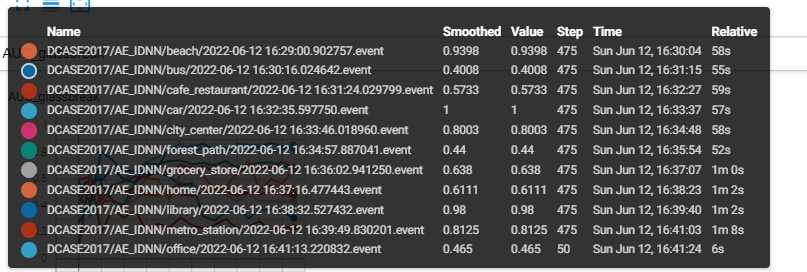 Name Smoothed Value Step Time Relative
DCASE2017/AE_IDNN/beach/2022-06-12 16:29:00.902757.event 0.9398 0.9398 475 Sun Jun 12, 16:30:04 58s
DCASE2017/AE_IDNN/bus/2022-06-12 16:30:16.024642.event 0.4008 0.4008 475 Sun Jun 12, 16:31:15 55s
DCASE2017/AE_IDNN/cafe_restaurant/2022-06-12 16:31:24.029799.event 0.5733 0.5733 475 Sun Jun 12, 16:32:27 59s
DCASE2017/AE_IDNN/car/2022-06-12 16:32:35.597750.event 1 1 475 Sun Jun 12, 16:33:37 57s
DCASE2017/AE_IDNN/city_center/2022-06-12 16:33:46.018960.event 0.8003 0.8003 475 Sun Jun 12, 16:34:48 58s
DCASE2017/AE_IDNN/forest_path/2022-06-12 16:34:57.887041.event 0.44 0.44 475 Sun Jun 12, 16:35:54 52s
DCASE2017/AE_IDNN/grocery_store/2022-06-12 16:36:02.941250.event 0.638 0.638 475 Sun Jun 12, 16:37:07 1m 0s
DCASE2017/AE_IDNN/home/2022-06-12 16:37:16.477443.event 0.6111 0.6111 475 Sun Jun 12, 16:38:23 1m 2s
DCASE2017/AE_IDNN/library/2022-06-12 16:38:32.527432.event 0.98 0.98 475 Sun Jun 12, 16:39:40 1m 2s
DCASE2017/AE_IDNN/metro_station/2022-06-12 16:39:49.830201.event 0.8125 0.8125 475 Sun Jun 12, 16:41:03 1m 8s
DCASE2017/AE_IDNN/office/2022-06-12 16:41:13.220832.event 0.465 0.465 50 Sun Jun 12, 16:41:24 6s